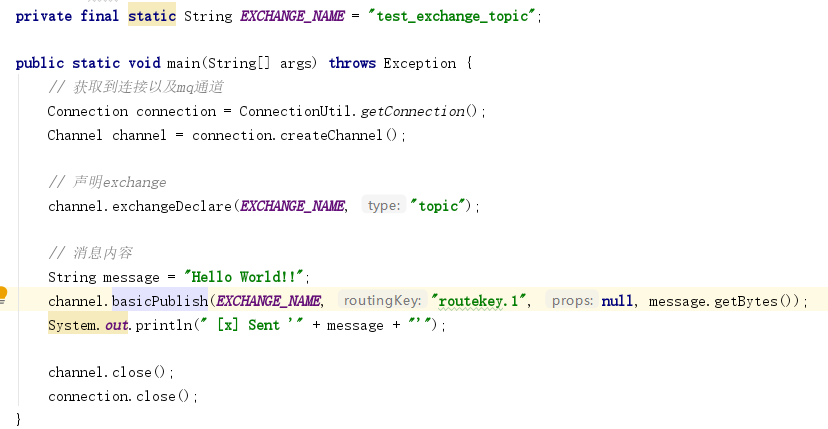 private final static String EXCHANGE_NAME = "test_exchange_topic";
public static void main(String[] args) throws Exception {
// 获取到连接以及mq通道
Connection connection = ConnectionUtil.getConnection();
Channel channel = connection.createChannel();
// 声明exchange
channel.exchangeDeclare(EXCHANGE_NAME, type: "topic");
// 消息内容
String message = "Hello World!!";
channel.basicPublish(EXCHANGE_NAME, routingKey: "routekey.1", props: null, message.getBytes());
System.out.println(" [x] Sent '" + message + "'");
channel.close();
connection.close();
}